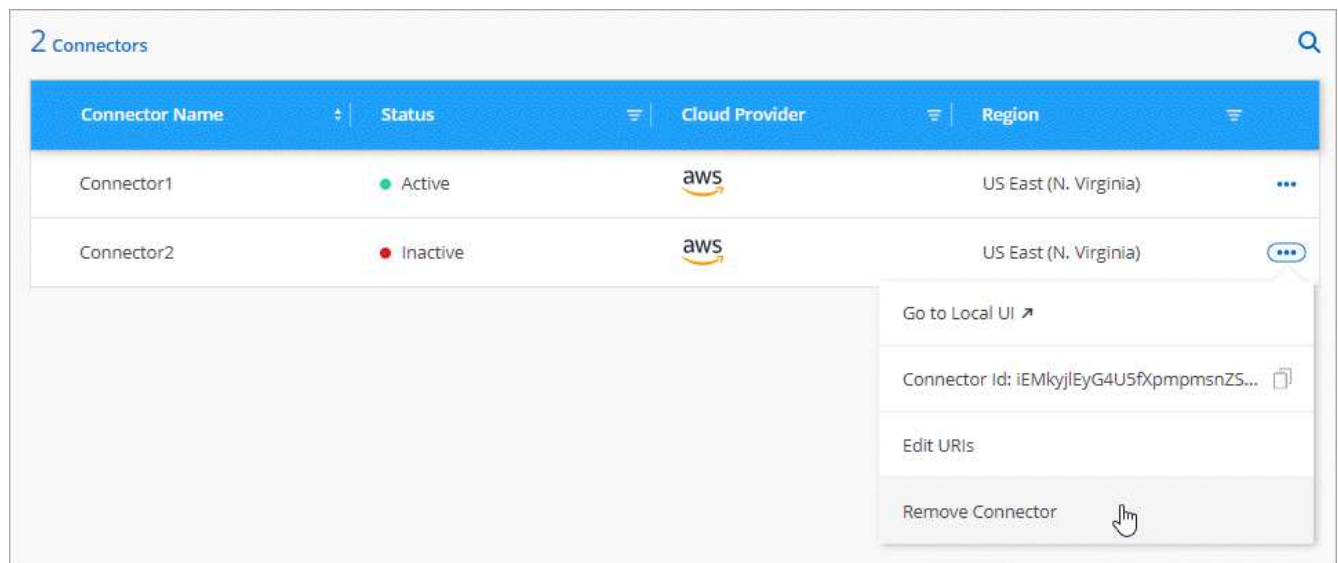 2 Connectors
Connector Name Status Cloud Provider Region
Connector1 Active aws US East (N. Virginia)
Connector2 Inactive aws US East (N. Virginia)
Go to Local UI
Connector Id: iEMkyjlEyG4U5fXpmpmsnZS...
Edit URIs
Remove Connector